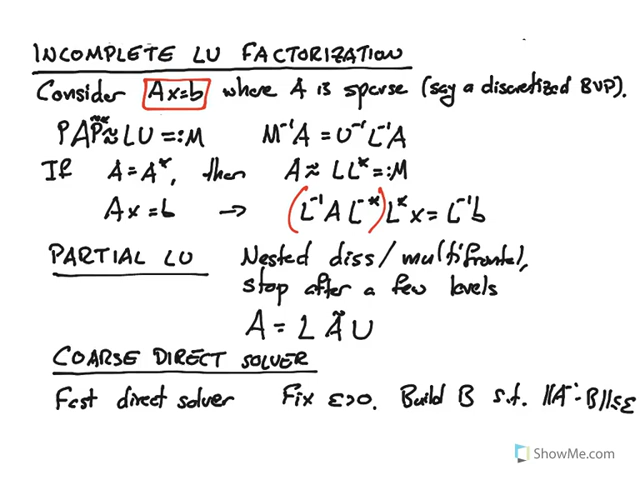 INCOMPLETE LU FACTORIZATION
Consider Ax=b where A is sparse (say a discretized BVP).
PAP̃ ≈ LU =: M M⁻¹A = U⁻¹L⁻¹A
If A = A*, then A ≈ LL* =: M
Ax = b → (L⁻¹AL⁻*)L*x = L⁻¹b
PARTIAL LU Nested diss/multifrontal,
stop after a few levels
A = L Ã U
COARSE DIRECT SOLVER
Fast direct solver Fix ε>0. Build B s.t. ||A⁻¹-B||≤ε
ShowMe.com